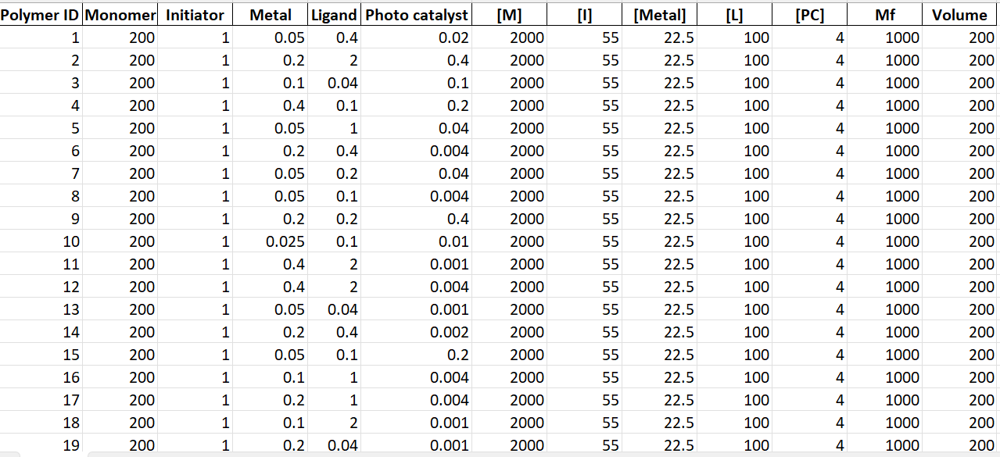 Polymer ID Monomer Initiator Metal Ligand Photo catalyst [M] [I] [Metal] [L] [PC] Mf Volume
1 200 1 0.05 0.4 0.02 2000 55 22.5 100 4 1000 200
2 200 1 0.2 2 0.4 2000 55 22.5 100 4 1000 200
3 200 1 0.1 0.04 0.1 2000 55 22.5 100 4 1000 200
4 200 1 0.4 0.1 0.2 2000 55 22.5 100 4 1000 200
5 200 1 0.05 1 0.04 2000 55 22.5 100 4 1000 200
6 200 1 0.2 0.4 0.004 2000 55 22.5 100 4 1000 200
7 200 1 0.05 0.2 0.04 2000 55 22.5 100 4 1000 200
8 200 1 0.05 0.1 0.004 2000 55 22.5 100 4 1000 200
9 200 1 0.2 0.2 0.4 2000 55 22.5 100 4 1000 200
10 200 1 0.025 0.1 0.01 2000 55 22.5 100 4 1000 200
11 200 1 0.4 2 0.001 2000 55 22.5 100 4 1000 200
12 200 1 0.4 2 0.004 2000 55 22.5 100 4 1000 200
13 200 1 0.05 0.04 0.001 2000 55 22.5 100 4 1000 200
14 200 1 0.2 0.4 0.002 2000 55 22.5 100 4 1000 200
15 200 1 0.05 0.1 0.2 2000 55 22.5 100 4 1000 200
16 200 1 0.1 1 0.004 2000 55 22.5 100 4 1000 200
17 200 1 0.2 1 0.004 2000 55 22.5 100 4 1000 200
18 200 1 0.1 2 0.001 2000 55 22.5 100 4 1000 200
19 200 1 0.2 0.04 0.001 2000 55 22.5 100 4 1000 200